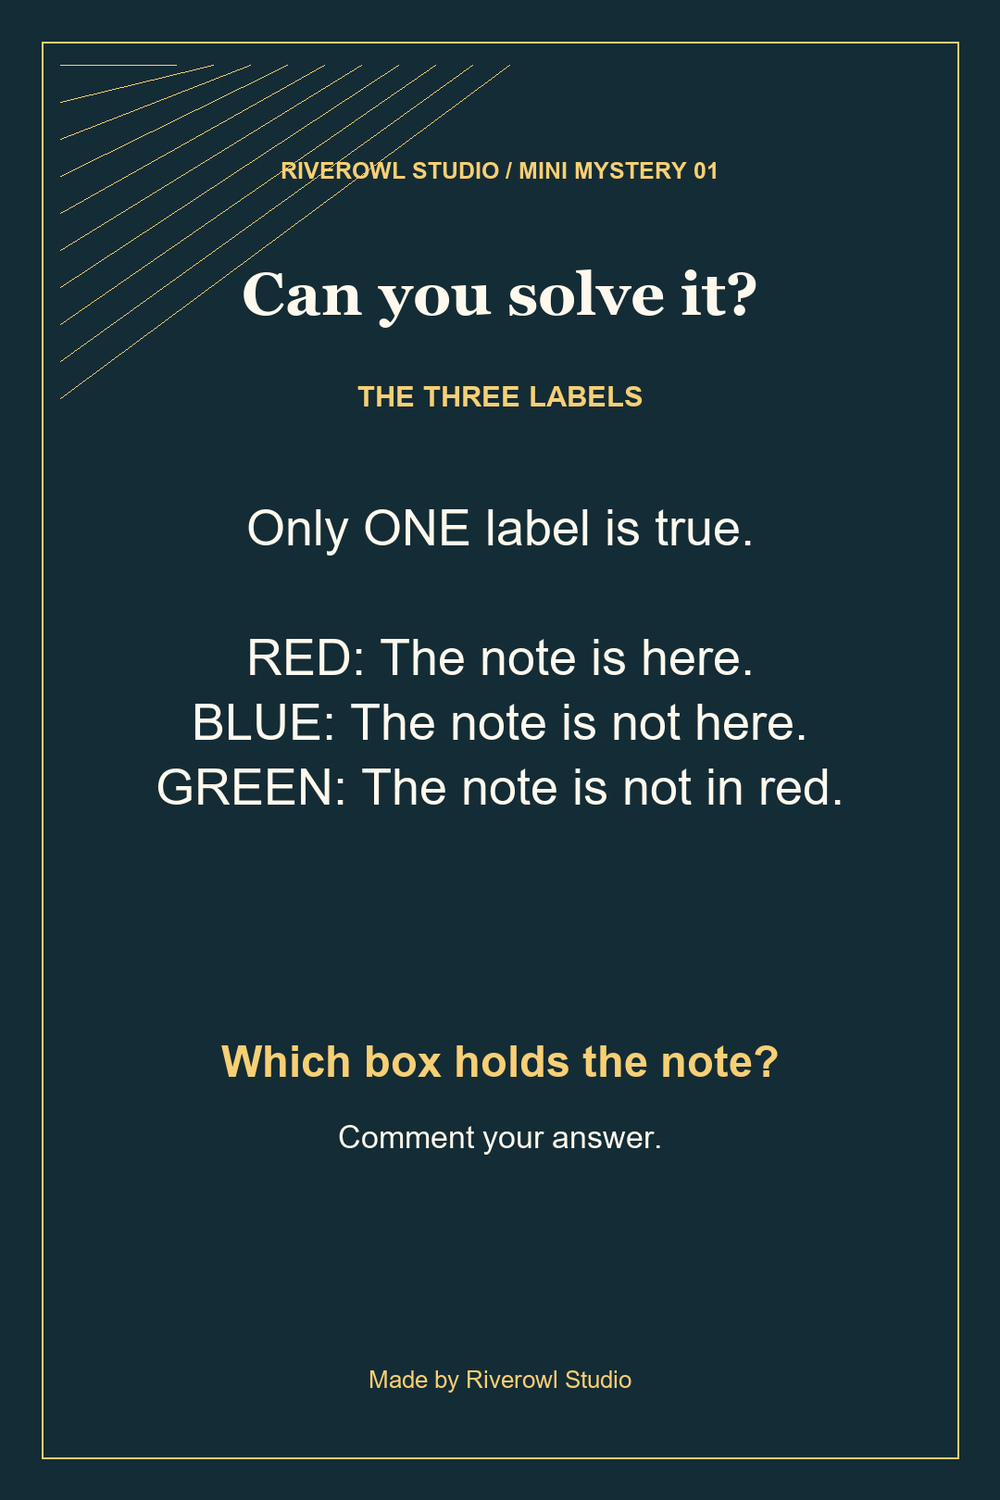 RIVEROWL STUDIO / MINI MYSTERY 01
Can you solve it?
THE THREE LABELS
Only ONE label is true.
RED: The note is here.
BLUE: The note is not here.
GREEN: The note is not in red.
Which box holds the note?
Comment your answer.
Made by Riverowl Studio